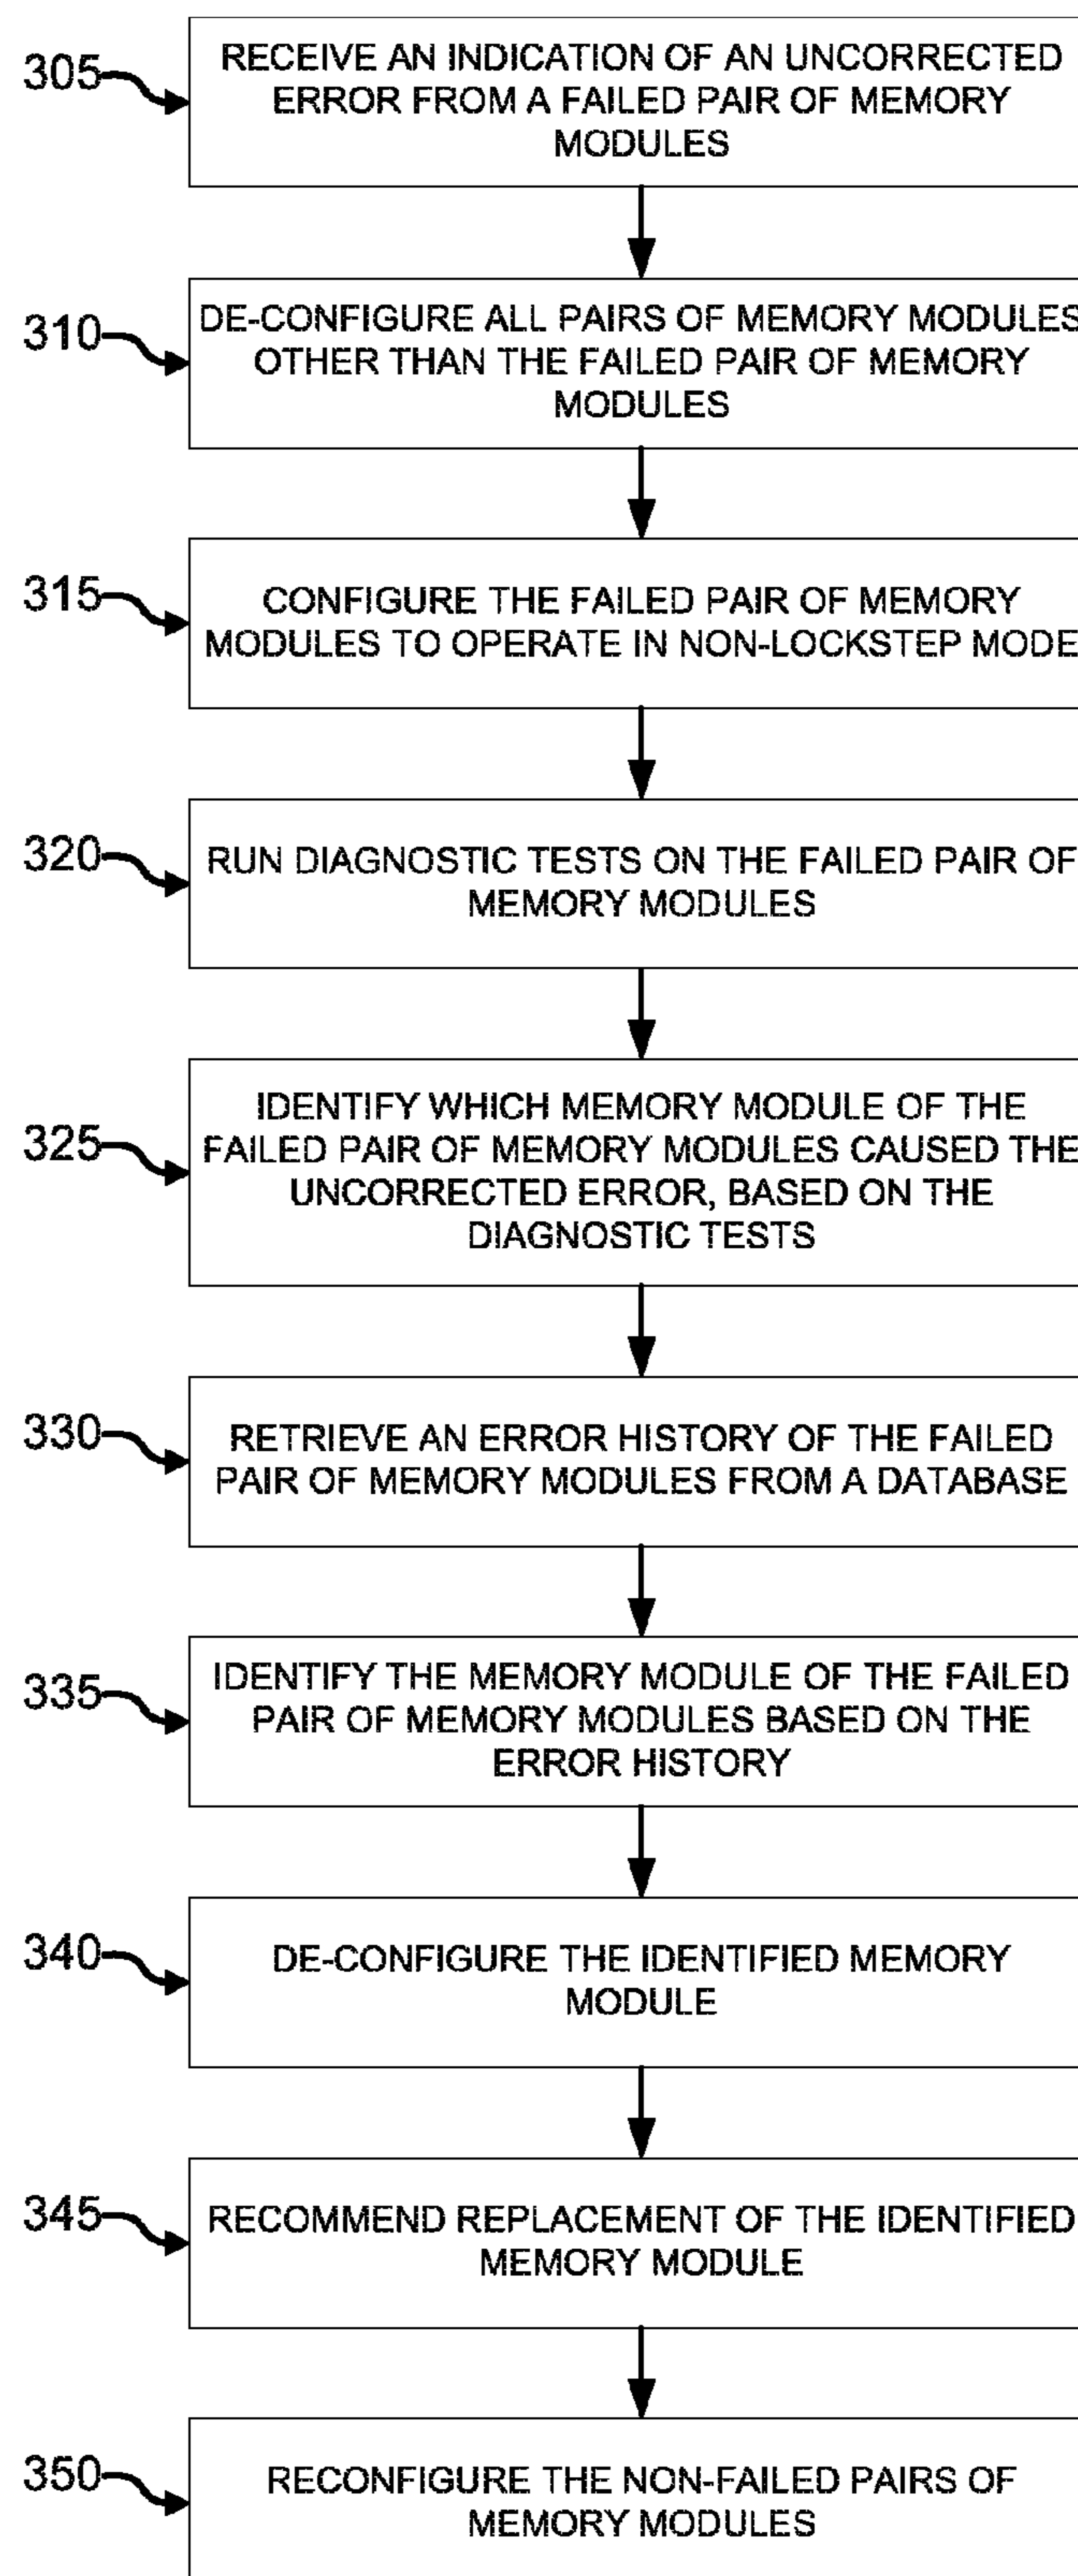 305
RECEIVE AN INDICATION OF AN UNCORRECTED
ERROR FROM A FAILED PAIR OF MEMORY
MODULES
310
DE-CONFIGURE ALL PAIRS OF MEMORY MODULES
OTHER THAN THE FAILED PAIR OF MEMORY
MODULES
315
CONFIGURE THE FAILED PAIR OF MEMORY
MODULES TO OPERATE IN NON-LOCKSTEP MODE
320
RUN DIAGNOSTIC TESTS ON THE FAILED PAIR OF
MEMORY MODULES
325
IDENTIFY WHICH MEMORY MODULE OF THE
FAILED PAIR OF MEMORY MODULES CAUSED THE
UNCORRECTED ERROR, BASED ON THE
DIAGNOSTIC TESTS
330
RETRIEVE AN ERROR HISTORY OF THE FAILED
PAIR OF MEMORY MODULES FROM A DATABASE
335
IDENTIFY THE MEMORY MODULE OF THE FAILED
PAIR OF MEMORY MODULES BASED ON THE
ERROR HISTORY
340
DE-CONFIGURE THE IDENTIFIED MEMORY
MODULE
345
RECOMMEND REPLACEMENT OF THE IDENTIFIED
MEMORY MODULE
350
RECONFIGURE THE NON-FAILED PAIRS OF
MEMORY MODULES